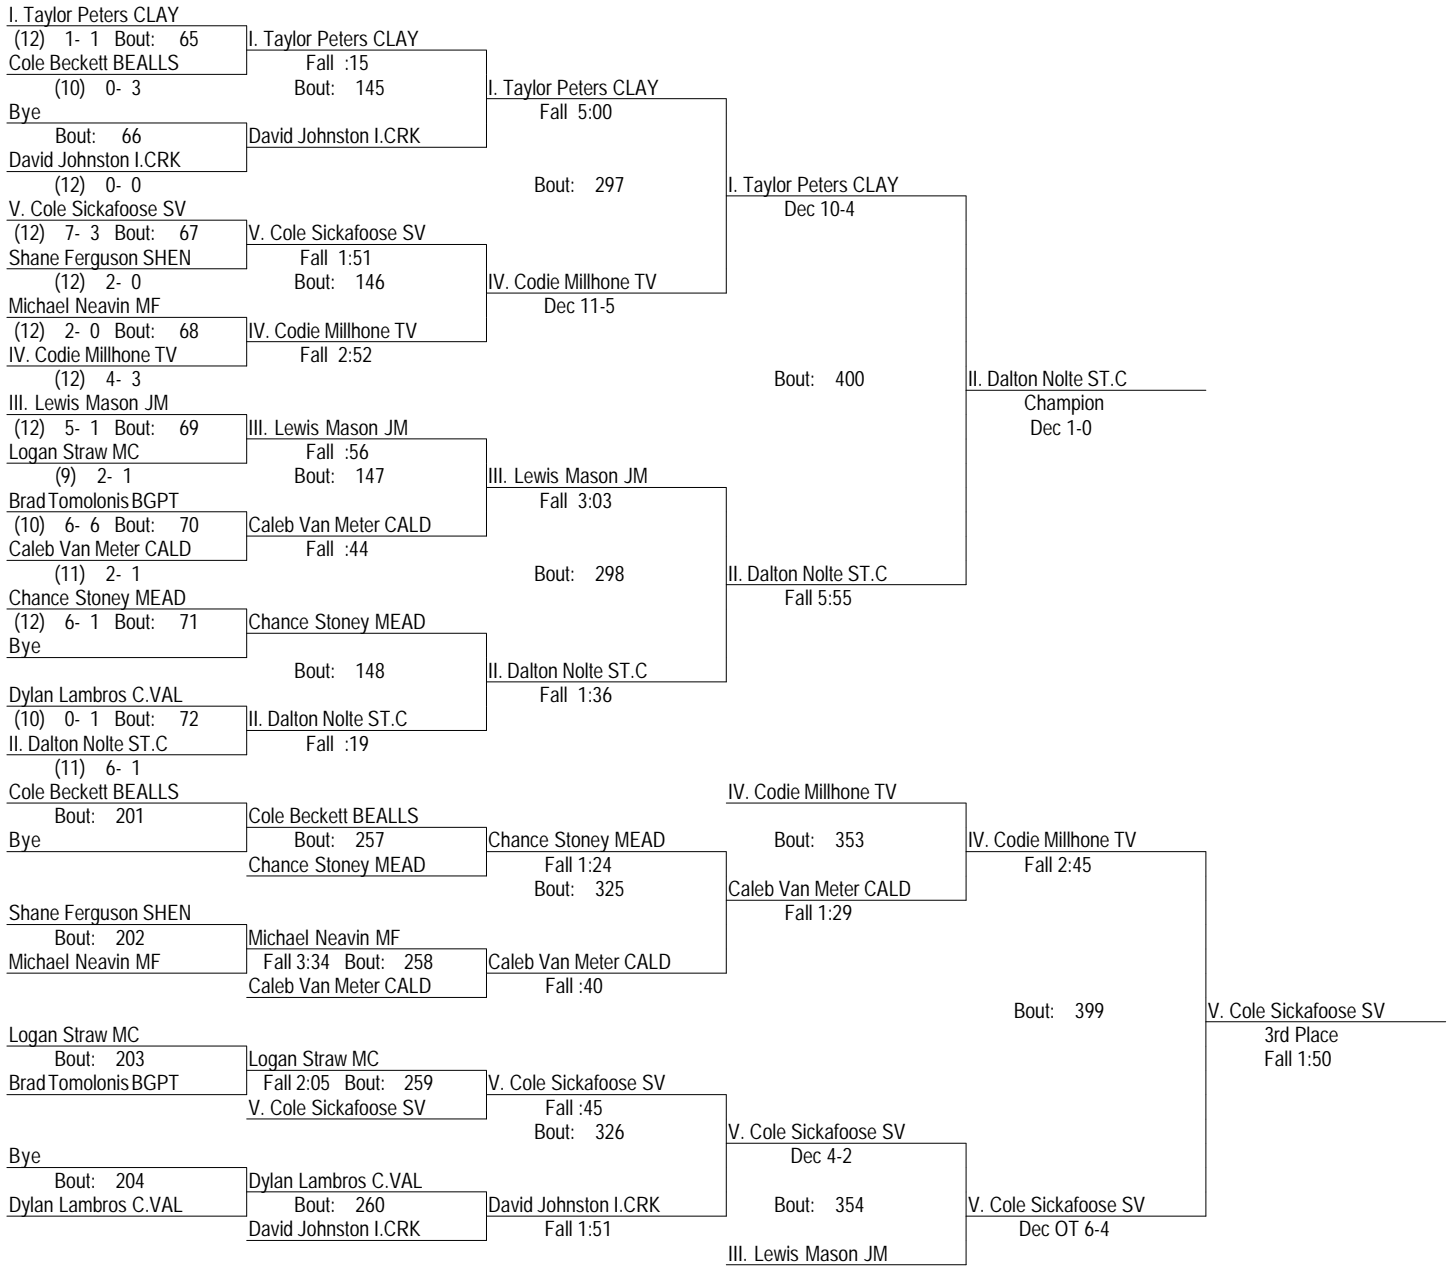 I. Taylor Peters CLAY
(12) 1- 1 Bout: 65 I. Taylor Peters CLAY
Cole Beckett BEALLS Fall :15
(10) 0- 3 Bout: 145 I. Taylor Peters CLAY
Bye Fall 5:00
Bout: 66 David Johnston I.CRK
David Johnston I.CRK
(12) 0- 0 Bout: 297 I. Taylor Peters CLAY
V. Cole Sickafoose SV Dec 10-4
(12) 7- 3 Bout: 67 V. Cole Sickafoose SV
Shane Ferguson SHEN Fall 1:51
(12) 2- 0 Bout: 146 IV. Codie Millhone TV
Michael Neavin MF Dec 11-5
(12) 2- 0 Bout: 68 IV. Codie Millhone TV
IV. Codie Millhone TV Fall 2:52
(12) 4- 3 Bout: 400 II. Dalton Nolte ST.C
III. Lewis Mason JM Champion
(12) 5- 1 Bout: 69 III. Lewis Mason JM Dec 1-0
Logan Straw MC Fall :56
(9) 2- 1 Bout: 147 III. Lewis Mason JM
Brad Tomolonis BGPT Fall 3:03
(10) 6- 6 Bout: 70 Caleb Van Meter CALD
Caleb Van Meter CALD Fall :44
(11) 2- 1 Bout: 298 II. Dalton Nolte ST.C
Chance Stoney MEAD Fall 5:55
(12) 6- 1 Bout: 71 Chance Stoney MEAD
Bye
Bout: 148 II. Dalton Nolte ST.C
Dylan Lambros C.VAL Fall 1:36
(10) 0- 1 Bout: 72 II. Dalton Nolte ST.C
II. Dalton Nolte ST.C Fall :19
(11) 6- 1
Cole Beckett BEALLS IV. Codie Millhone TV
Bout: 201 Cole Beckett BEALLS
Bye Bout: 257 Chance Stoney MEAD Bout: 353 IV. Codie Millhone TV
Chance Stoney MEAD Fall 1:24 Fall 2:45
Bout: 325 Caleb Van Meter CALD
Shane Ferguson SHEN Fall 1:29
Bout: 202 Michael Neavin MF
Michael Neavin MF Fall 3:34 Bout: 258 Caleb Van Meter CALD
Caleb Van Meter CALD Fall :40
Bout: 399 V. Cole Sickafoose SV
Logan Straw MC 3rd Place
Bout: 203 Logan Straw MC Fall 1:50
Brad Tomolonis BGPT Fall 2:05 Bout: 259 V. Cole Sickafoose SV
V. Cole Sickafoose SV Fall :45
Bout: 326 V. Cole Sickafoose SV
Bye Dec 4-2
Bout: 204 Dylan Lambros C.VAL
Dylan Lambros C.VAL Bout: 260 David Johnston I.CRK Bout: 354 V. Cole Sickafoose SV
David Johnston I.CRK Fall 1:51 Dec OT 6-4
III. Lewis Mason JM